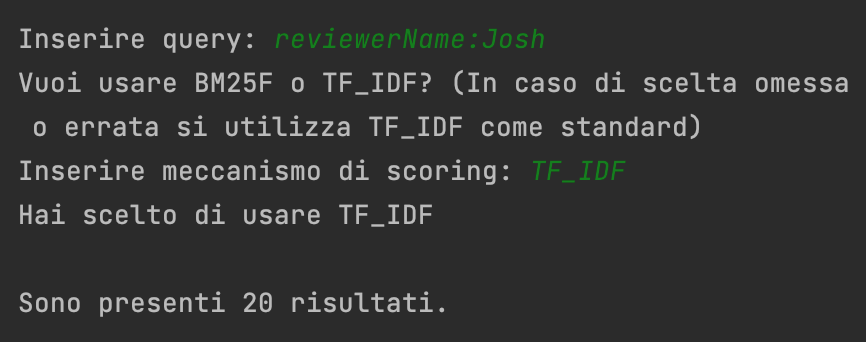 Inserire query: reviewerName:Josh
Vuoi usare BM25F o TF_IDF? (In caso di scelta omessa
o errata si utilizza TF_IDF come standard)
Inserire meccanismo di scoring: TF_IDF
Hai scelto di usare TF_IDF
Sono presenti 20 risultati.